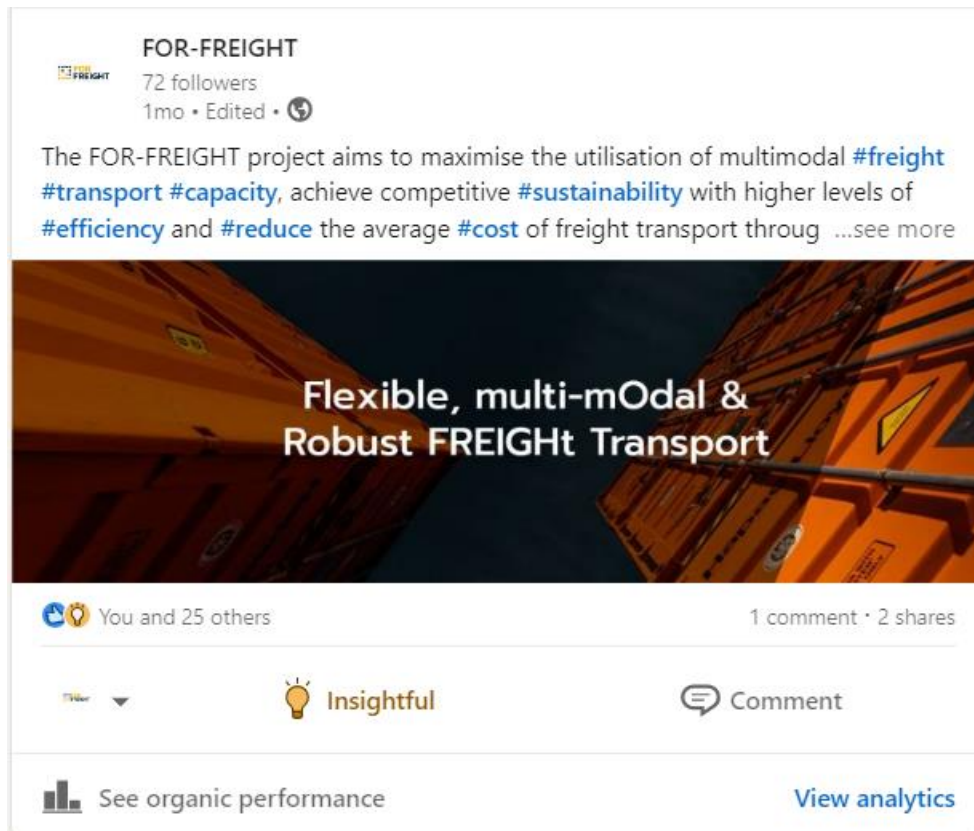 FOR-FREIGHT
FOR
FREIGHT
72 followers
1mo • Edited •
The FOR-FREIGHT project aims to maximise the utilisation of multimodal #freight
#transport #capacity, achieve competitive #sustainability with higher levels of
#efficiency and #reduce the average #cost of freight transport throug ...see more
Flexible, multi-mOdal &
Robust FREIGHt Transport
You and 25 others
1 comment • 2 shares
Insightful
Comment
See organic performance
View analytics